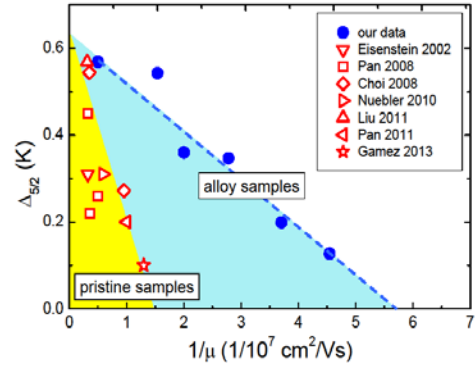 our data
Eisenstein 2002
Pan 2008
Choi 2008
Nuebler 2010
Liu 2011
Pan 2011
Gamez 2013
0.6
0.4
0.2
0.0
Δ5/2 (K)
alloy samples
pristine samples
0 1 2 3 4 5 6 7
1/μ (1/10⁷ cm²/Vs)